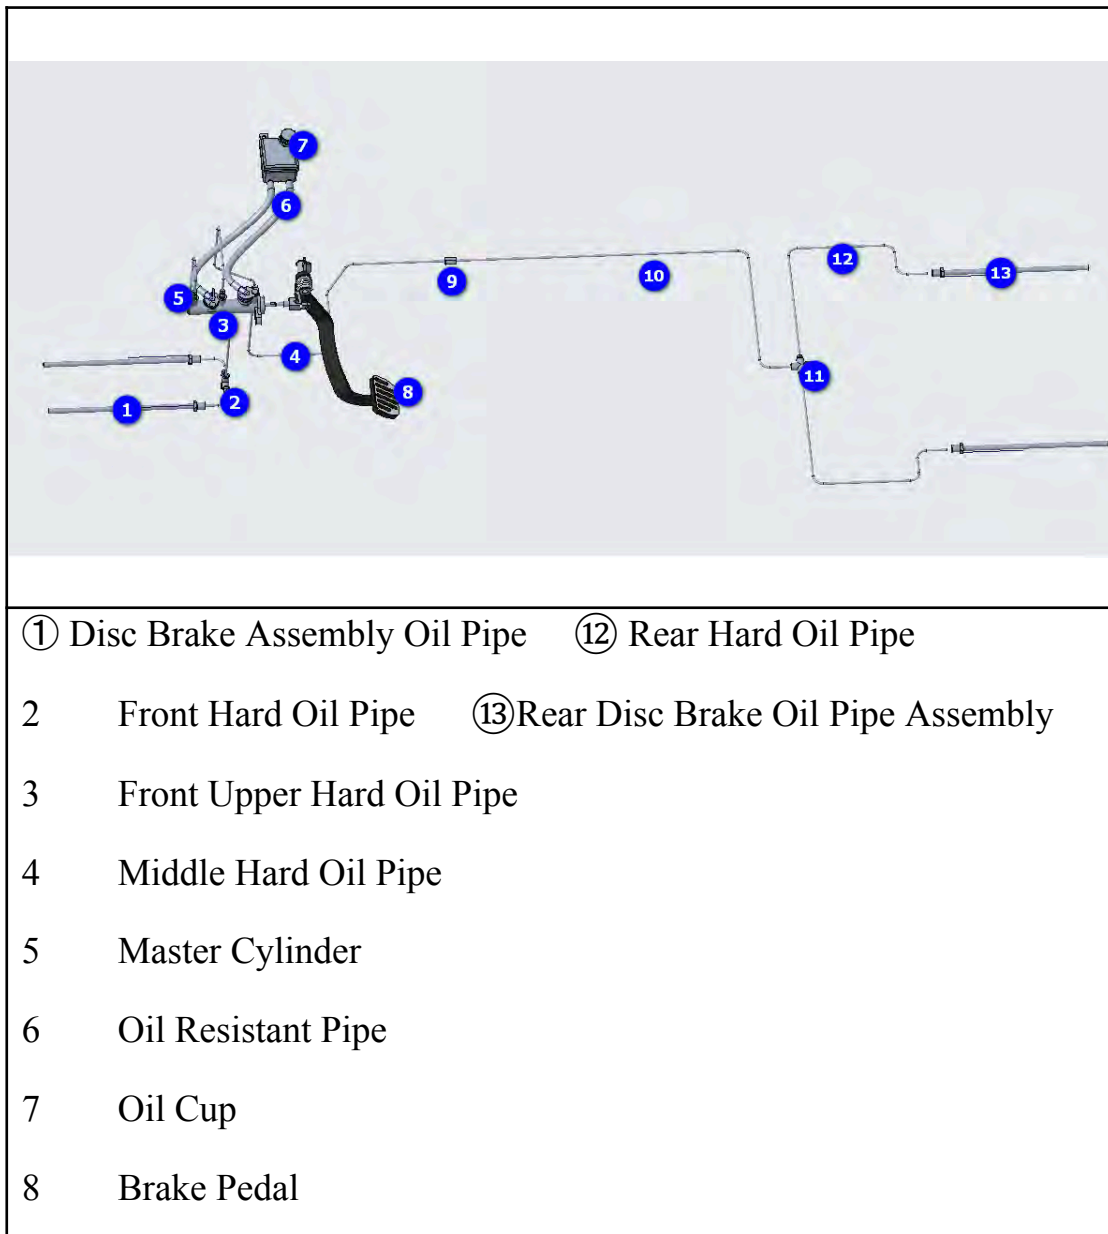 7
6
5
3
4
2
1
8
9
10
11
12
13
① Disc Brake Assembly Oil Pipe ⑫ Rear Hard Oil Pipe
2 Front Hard Oil Pipe ⑬Rear Disc Brake Oil Pipe Assembly
3 Front Upper Hard Oil Pipe
4 Middle Hard Oil Pipe
5 Master Cylinder
6 Oil Resistant Pipe
7 Oil Cup
8 Brake Pedal